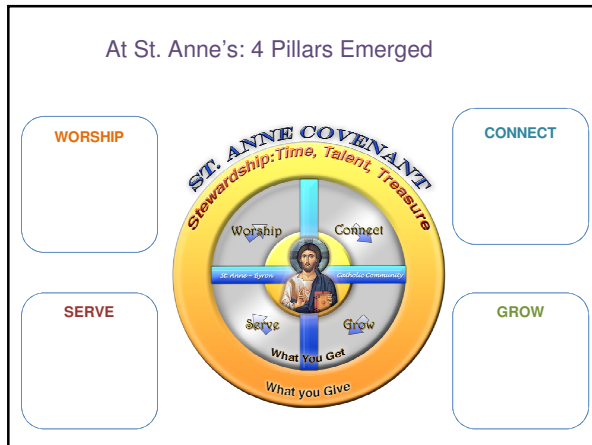 At St. Anne's: 4 Pillars Emerged
WORSHIP
CONNECT
ST. ANNE COVENANT
Stewardship:Time, Talent, Treasure
Worship
Connect
St. Anne - Byron
Catholic Community
Serve
Grow
What You Get
What you Give
SERVE
GROW